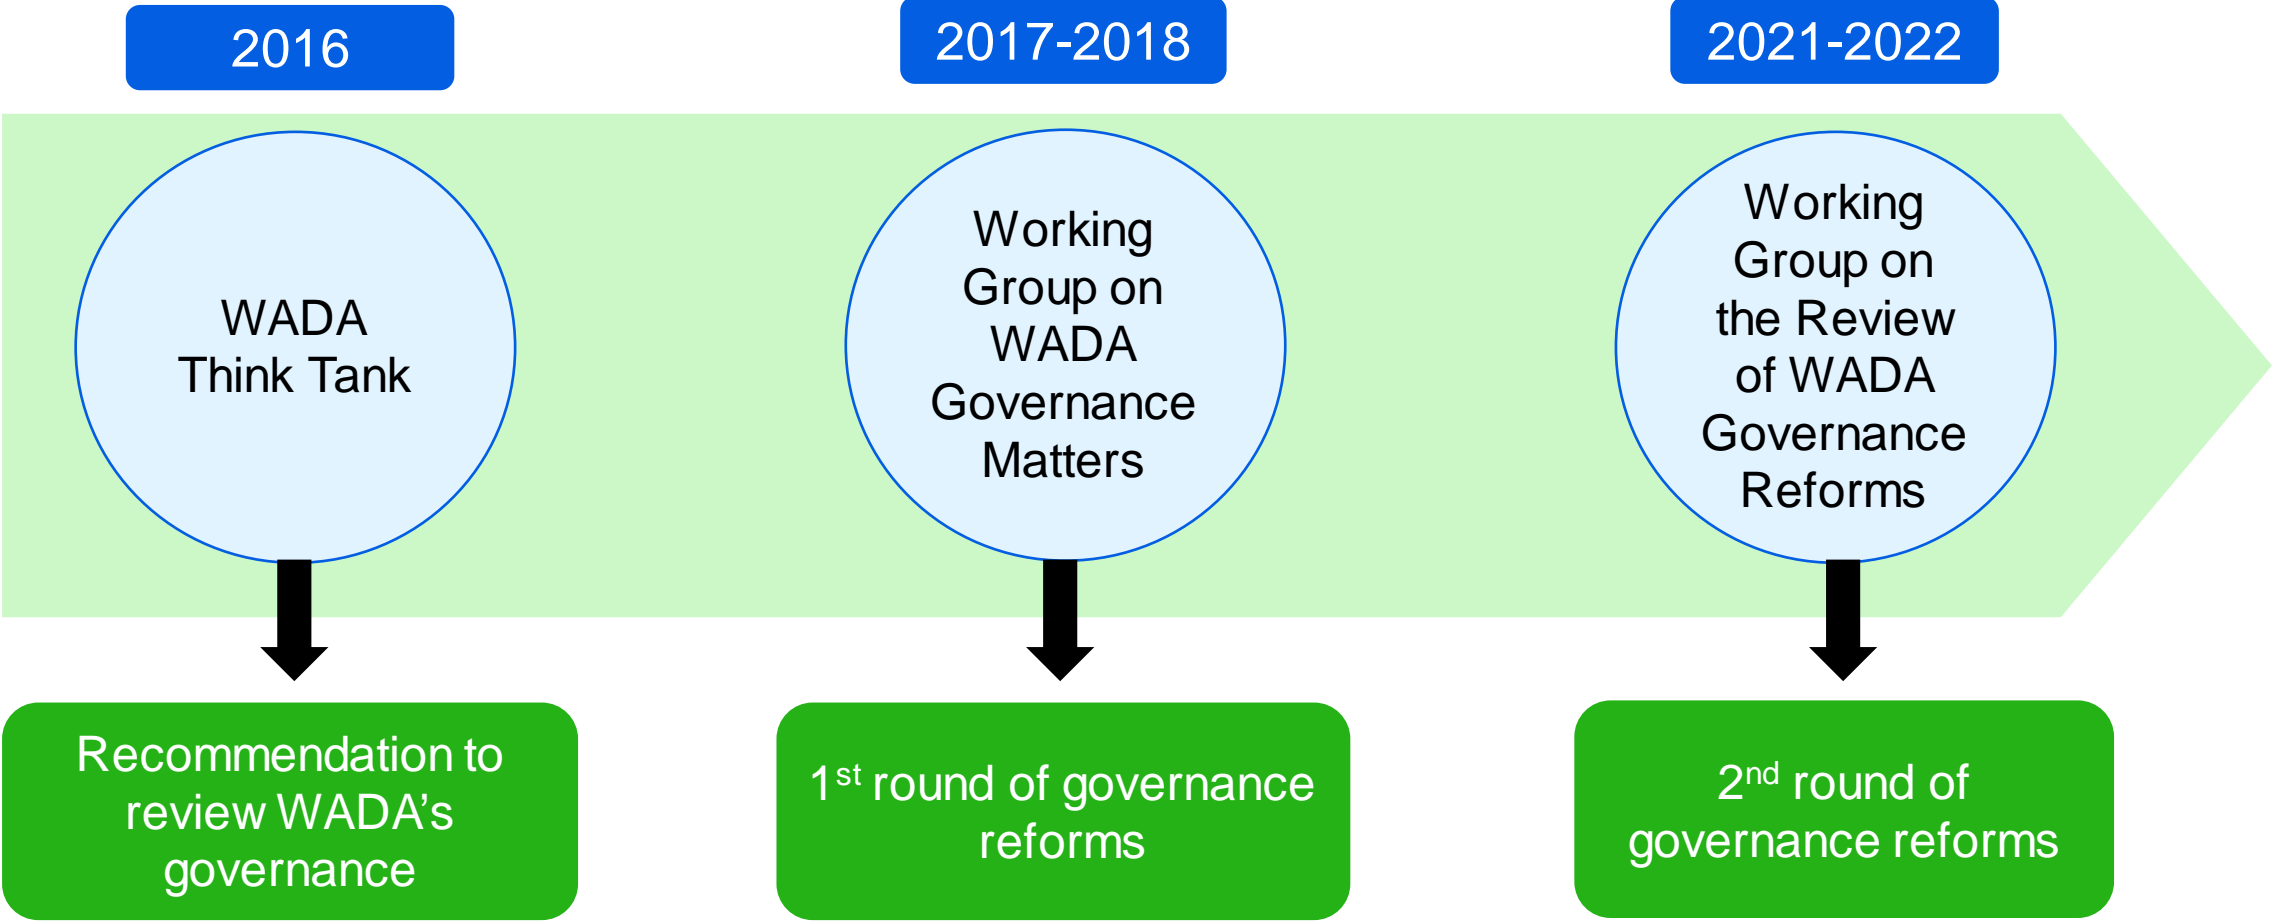 2016
2017-2018
2021-2022
WADA
Think Tank
Working
Group on
WADA
Governance
Matters
Working
Group on
the Review
of WADA
Governance
Reforms
Recommendation to
review WADA’s
governance
1st round of governance
reforms
2nd round of
governance reforms